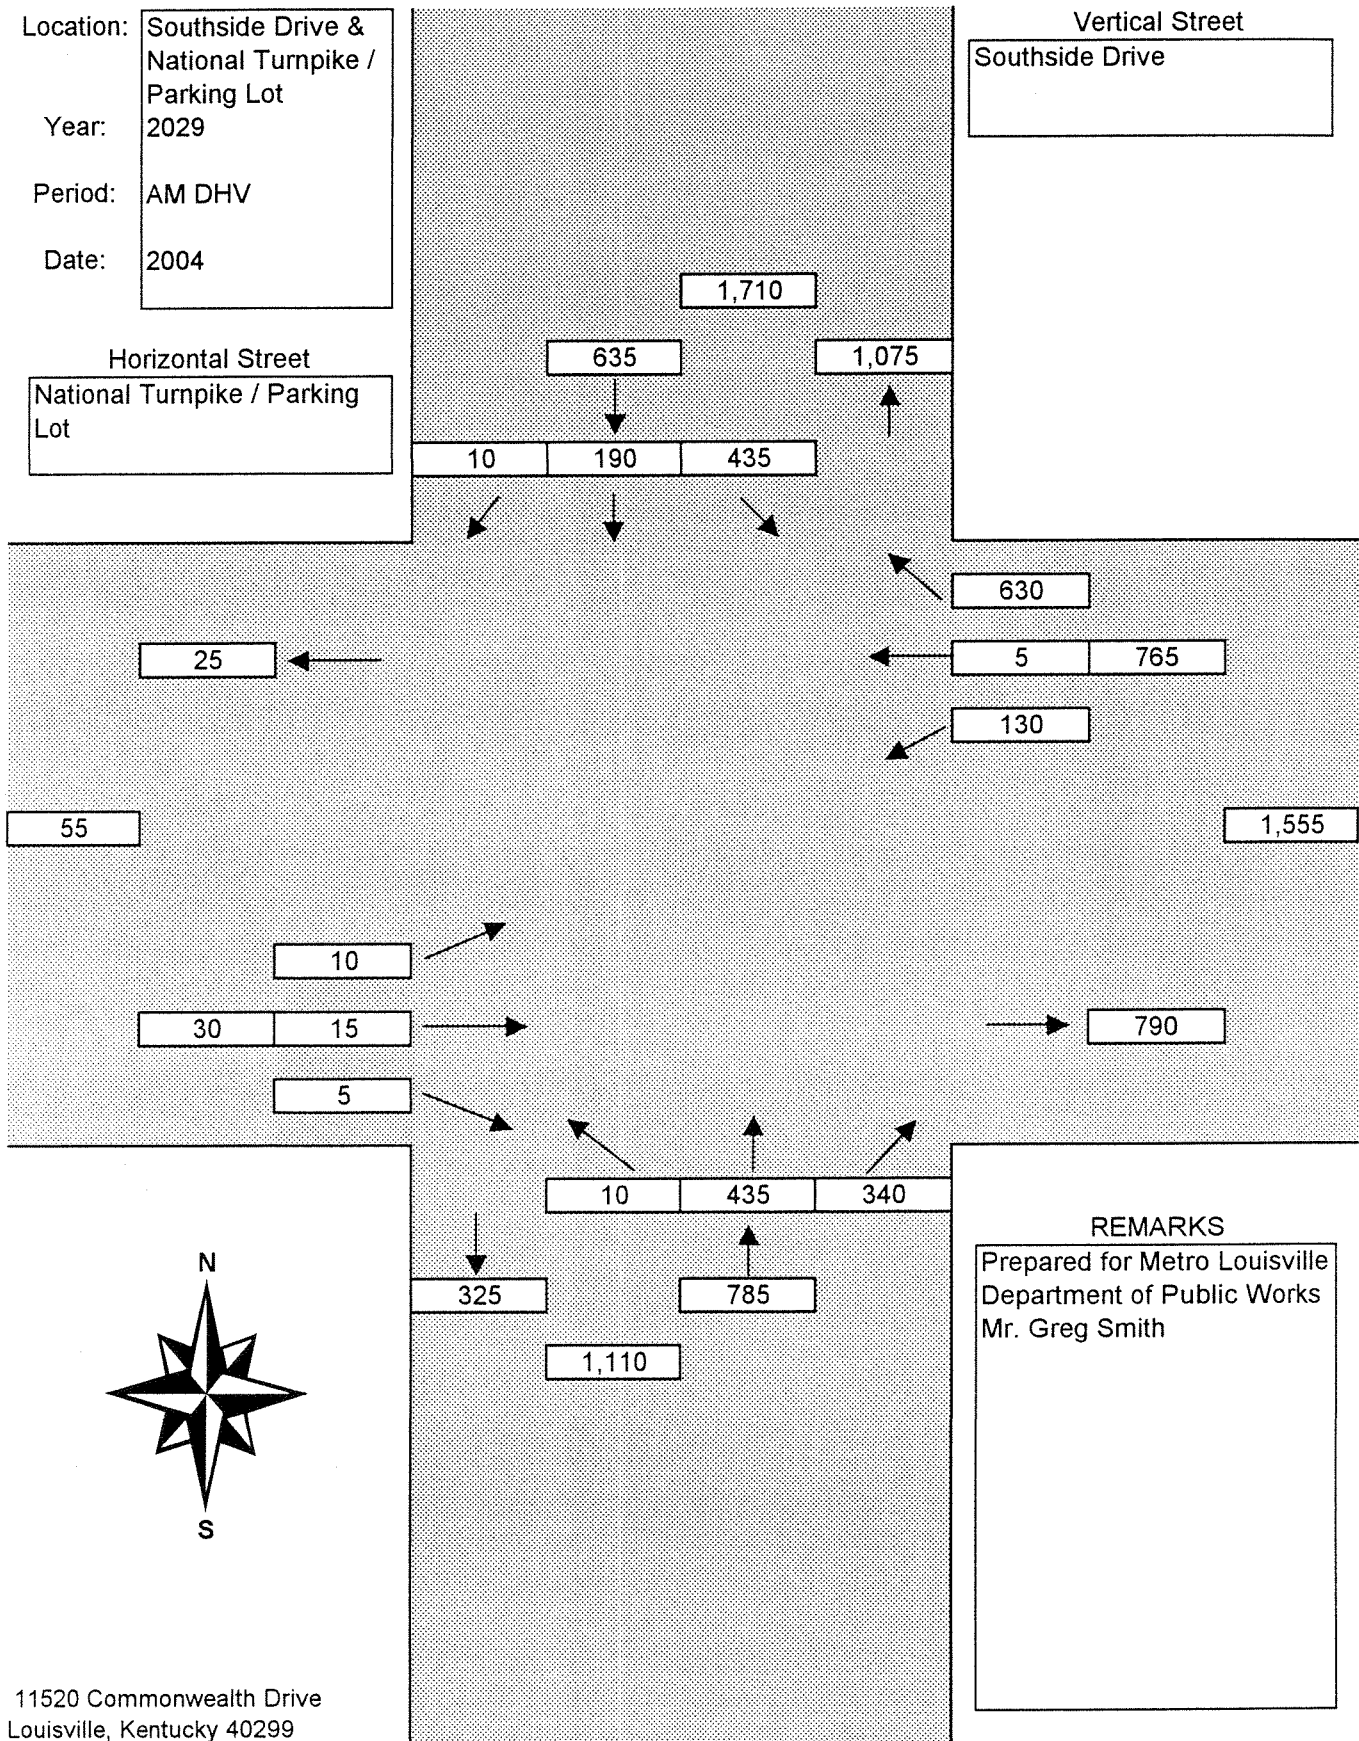 Location: Southside Drive &
National Turnpike /
Parking Lot
Year: 2029
Period: AM DHV
Date: 2004
Vertical Street
Southside Drive
Horizontal Street
National Turnpike / Parking
Lot
1,710
635
1,075
10 190 435
630
25
5 765
130
55
1,555
10
30 15
790
5
10 435 340
325
785
1,110
N
S
REMARKS
Prepared for Metro Louisville
Department of Public Works
Mr. Greg Smith
11520 Commonwealth Drive
Louisville, Kentucky 40299